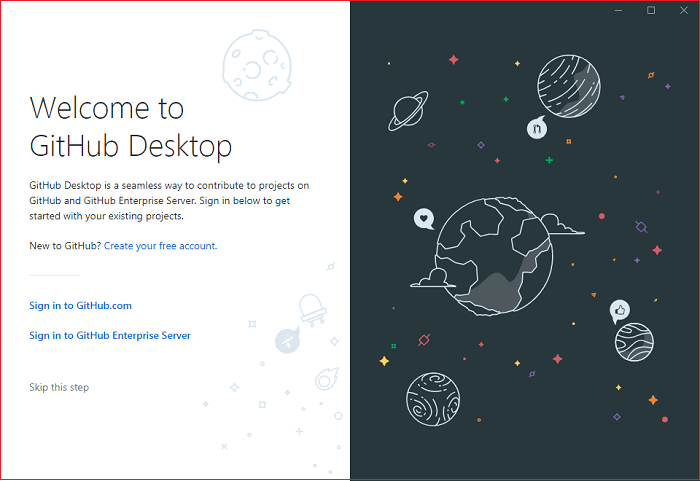 Welcome to
GitHub Desktop
GitHub Desktop is a seamless way to contribute to projects on
GitHub and GitHub Enterprise Server. Sign in below to get
started with your existing projects.
New to GitHub? Create your free account.
Sign in to GitHub.com
Sign in to GitHub Enterprise Server
Skip this step